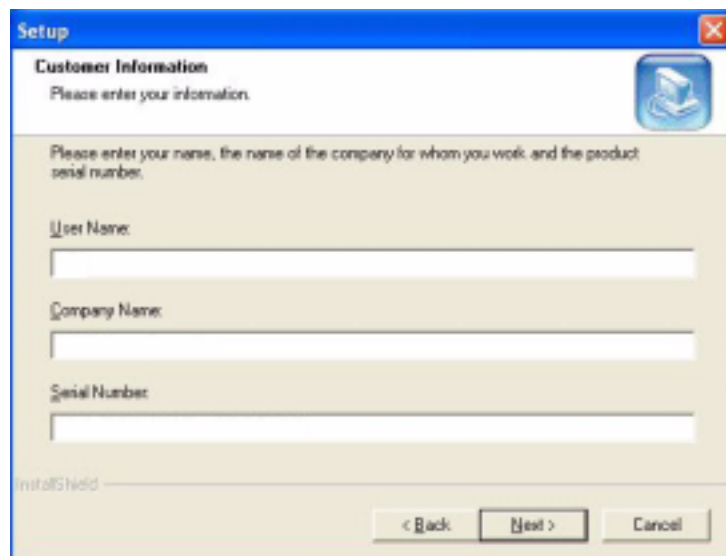 Setup
Customer Information
Please enter your information.
Please enter your name, the name of the company for whom you work and the product
serial number.
User Name:
Company Name:
Serial Number:
InstallShield
< Back
Next >
Cancel